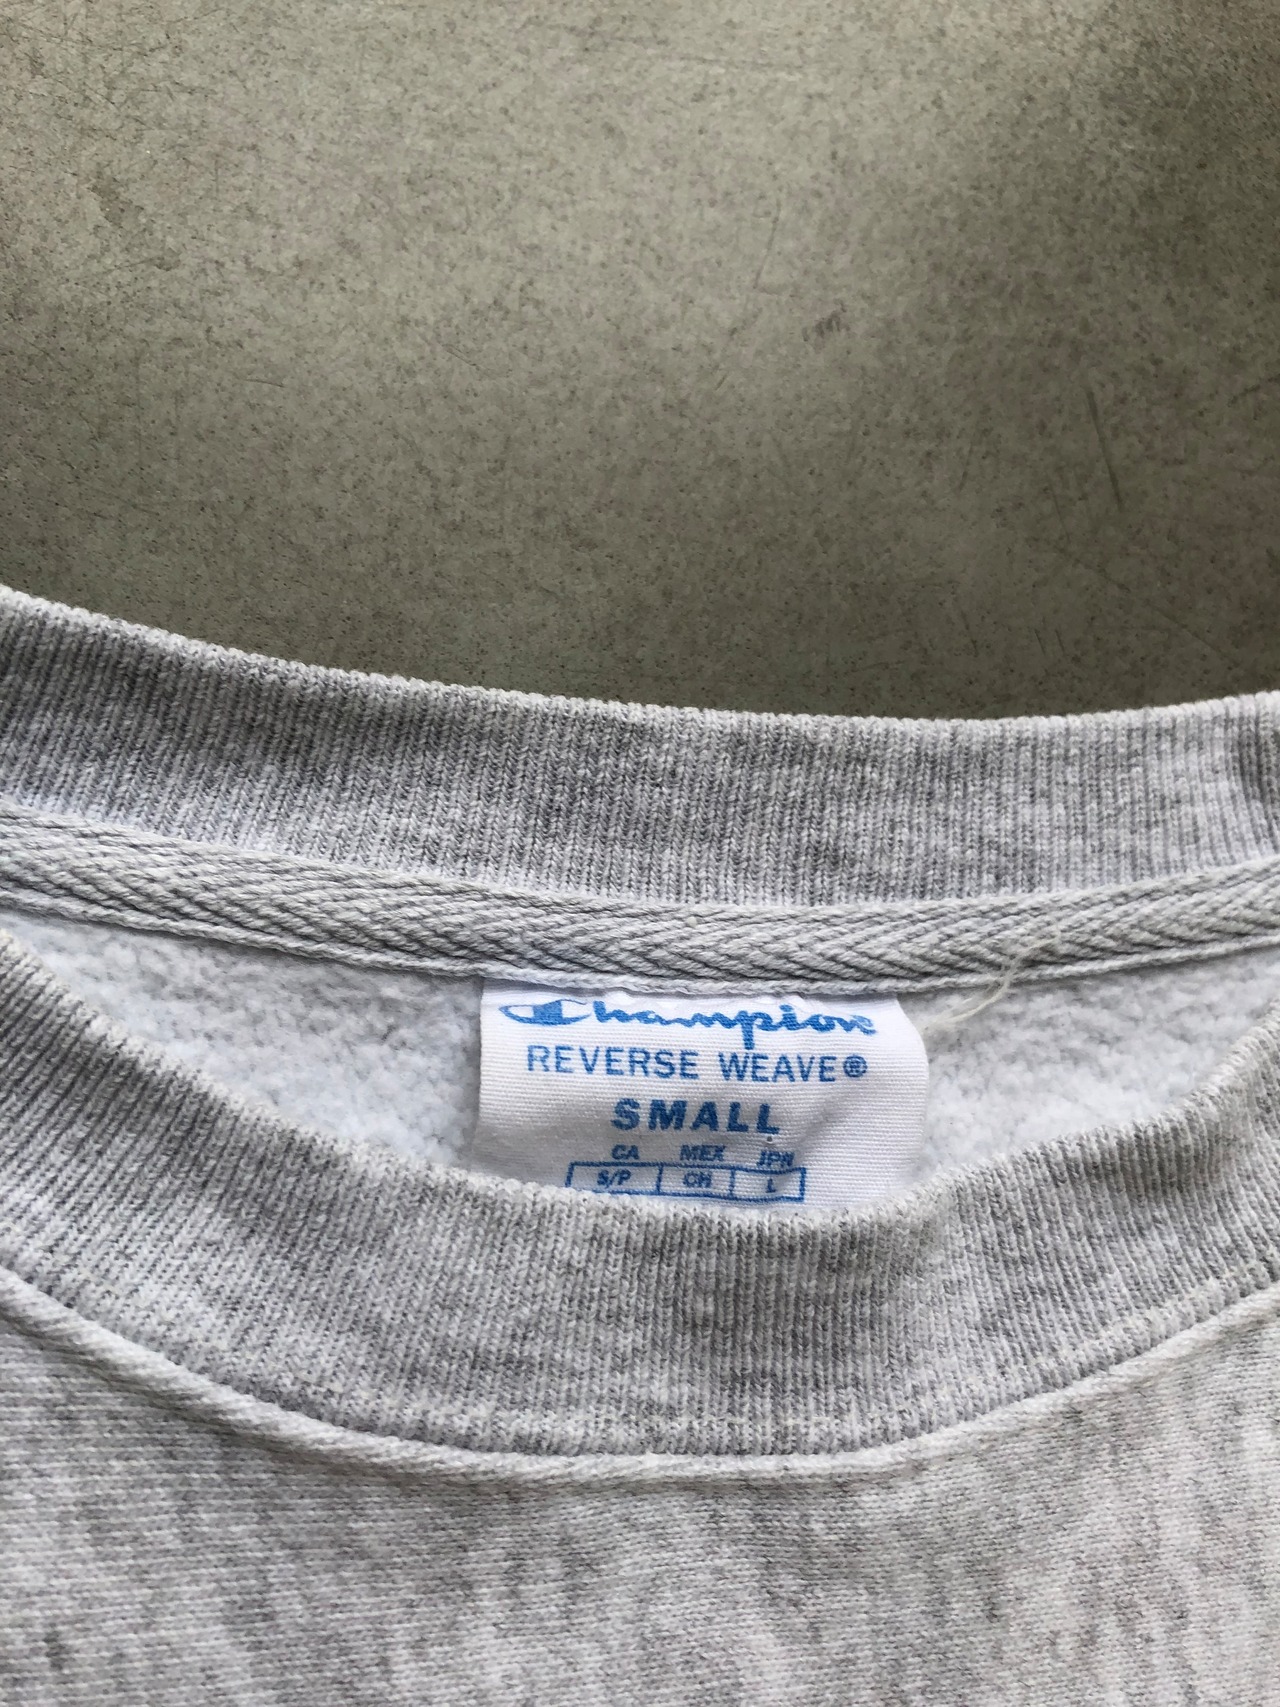 Champion
REVERSE WEAVE®
SMALL
CA MEX JPN
S/P CH L